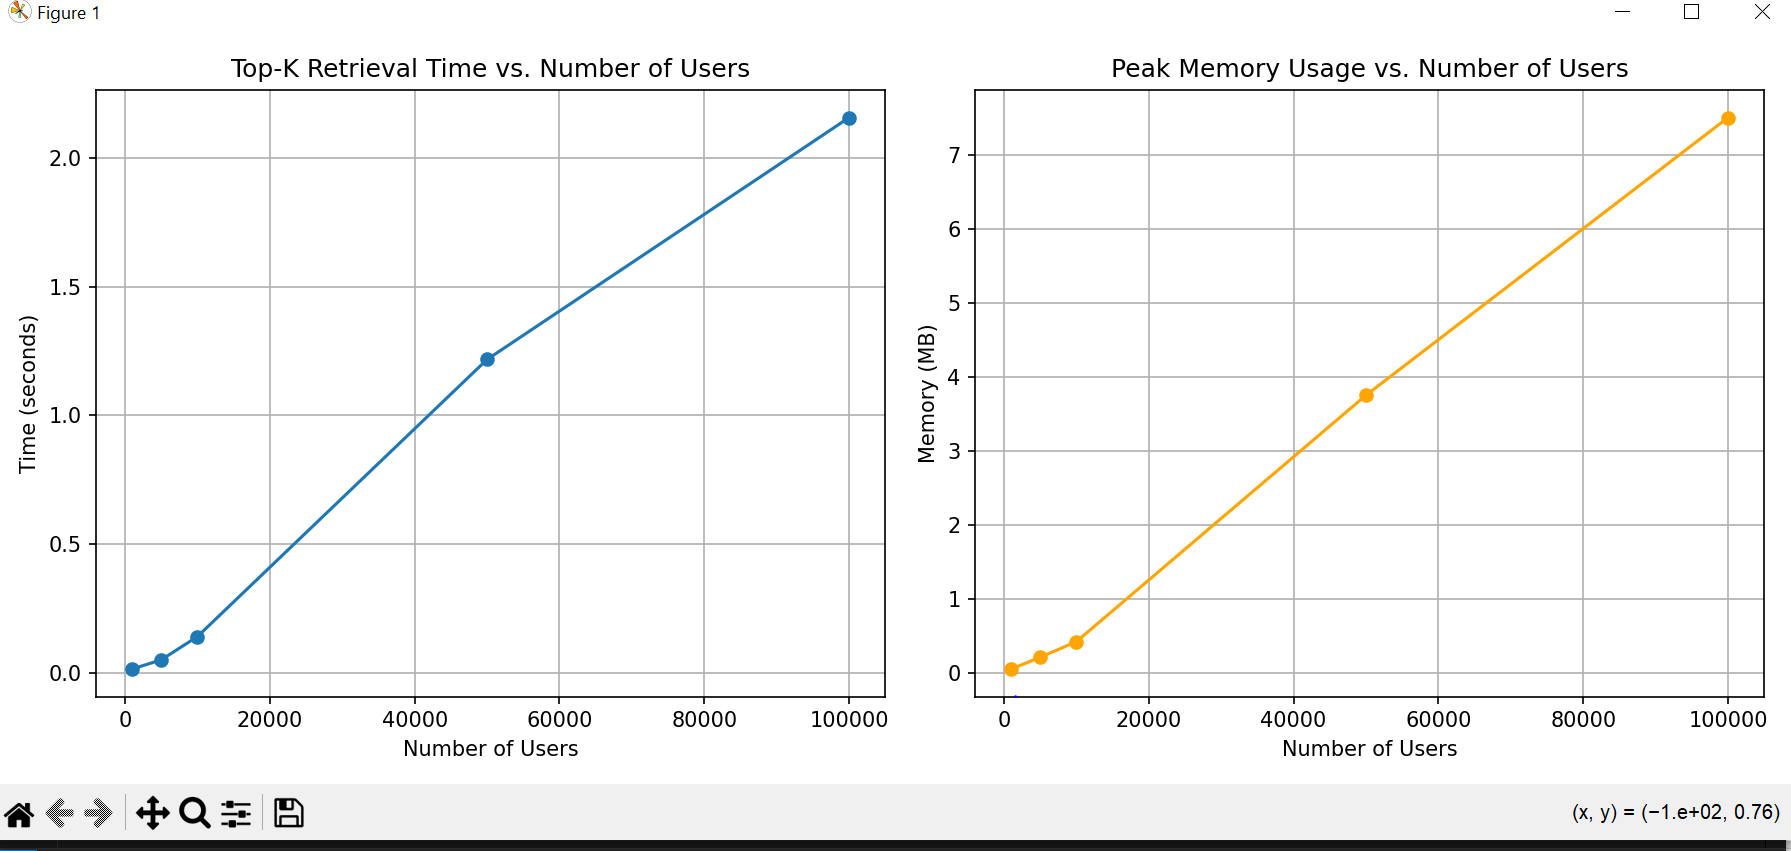 Figure 1
Top-K Retrieval Time vs. Number of Users
Time (seconds)
2.0
1.5
1.0
0.5
0.0
0 20000 40000 60000 80000 100000
Number of Users
Peak Memory Usage vs. Number of Users
Memory (MB)
7
6
5
4
3
2
1
0
0 20000 40000 60000 80000 100000
Number of Users
(x, y) = (−1.e+02, 0.76)